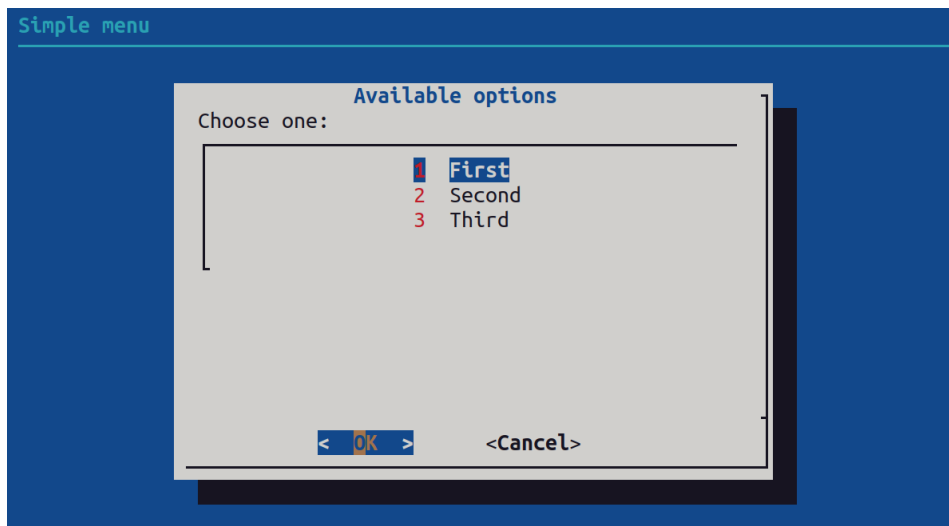 Simple menu
Available options
Choose one:
1 First
2 Second
3 Third
< OK > <Cancel>